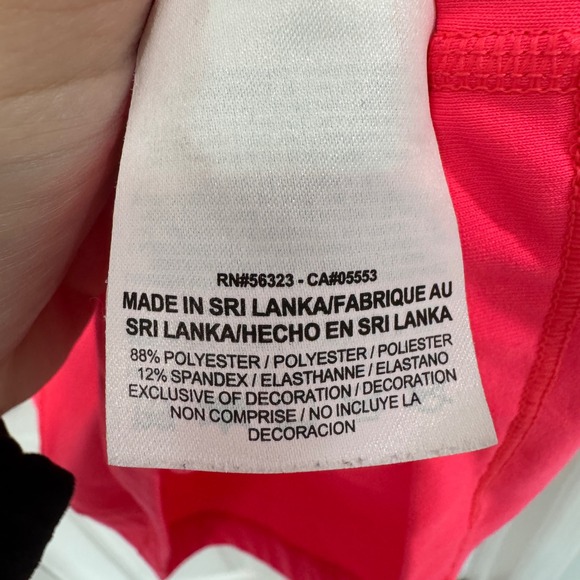 RN#56323 - CA#05553
MADE IN SRI LANKA/FABRIQUE AU
SRI LANKA/HECHO EN SRI LANKA
88% POLYESTER / POLYESTER / POLIESTER
12% SPANDEX / ELASTHANNE / ELASTANO
EXCLUSIVE OF DECORATION / DECORATION
NON COMPRISE / NO INCLUYE LA
DECORACION